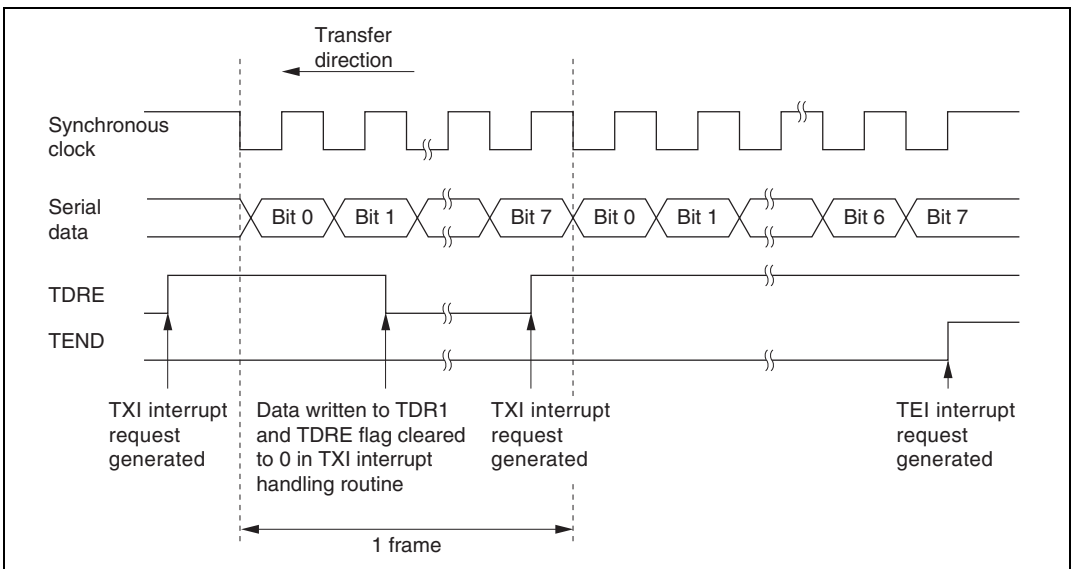 Transfer
direction
Synchronous
clock
Serial
data
Bit 0 Bit 1 Bit 7 Bit 0 Bit 1 Bit 6 Bit 7
TDRE
TEND
TXI interrupt
request
generated
Data written to TDR1
and TDRE flag cleared
to 0 in TXI interrupt
handling routine
TXI interrupt
request
generated
TEI interrupt
request
generated
1 frame